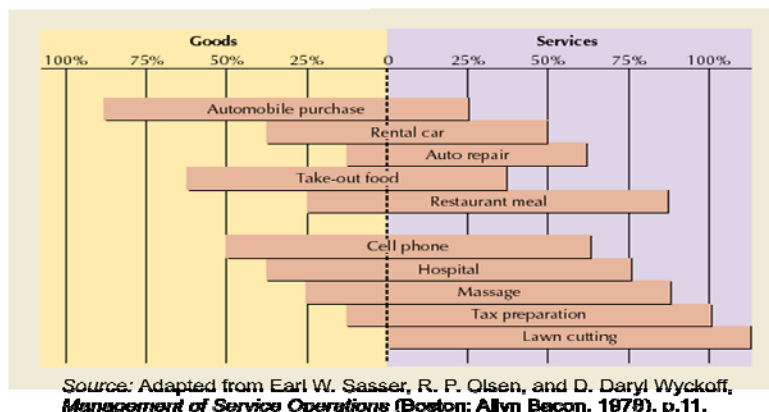 Goods Services
100% 75% 50% 25% 0 25% 50% 75% 100%
Automobile purchase
Rental car
Auto repair
Take-out food
Restaurant meal
Cell phone
Hospital
Massage
Tax preparation
Lawn cutting
Source: Adapted from Earl W. Sasser, R. P. Olsen, and D. Daryl Wyckoff,
Management of Service Operations (Boston: Allyn Bacon, 1978), p.11.